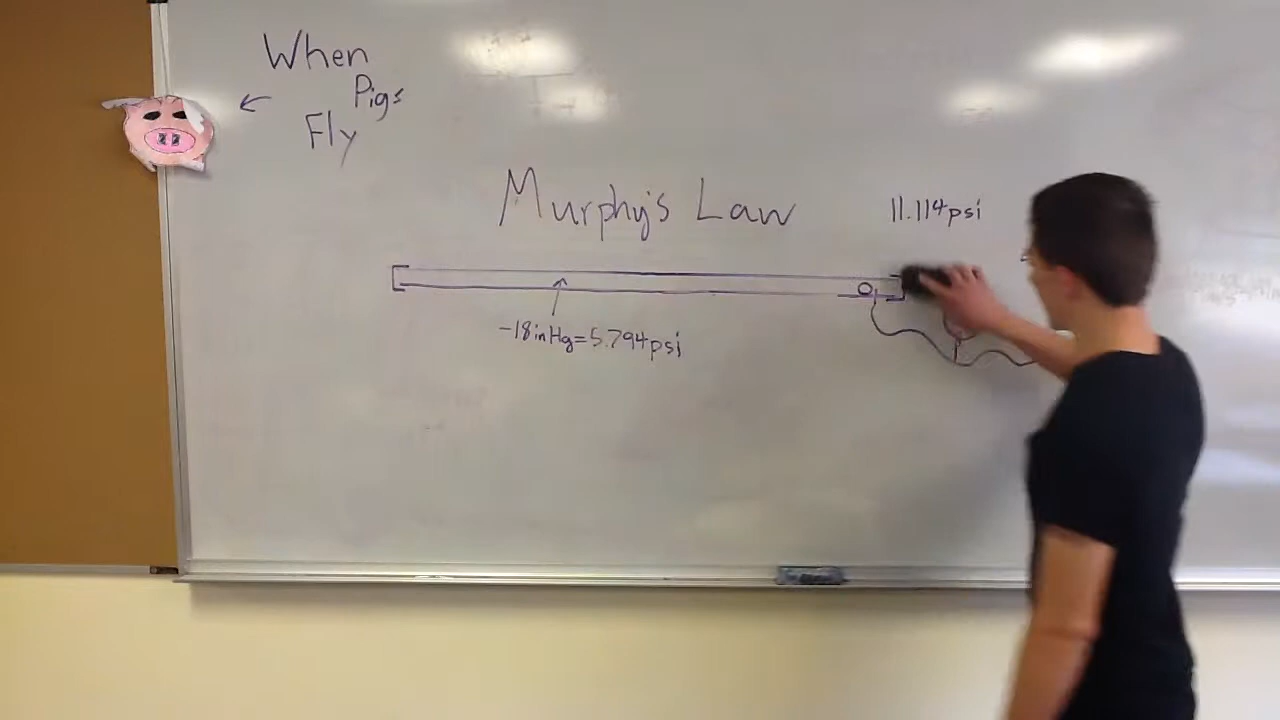 When
Pigs
Fly
Murphy's Law
11.114psi
-18inHg=5.794psi